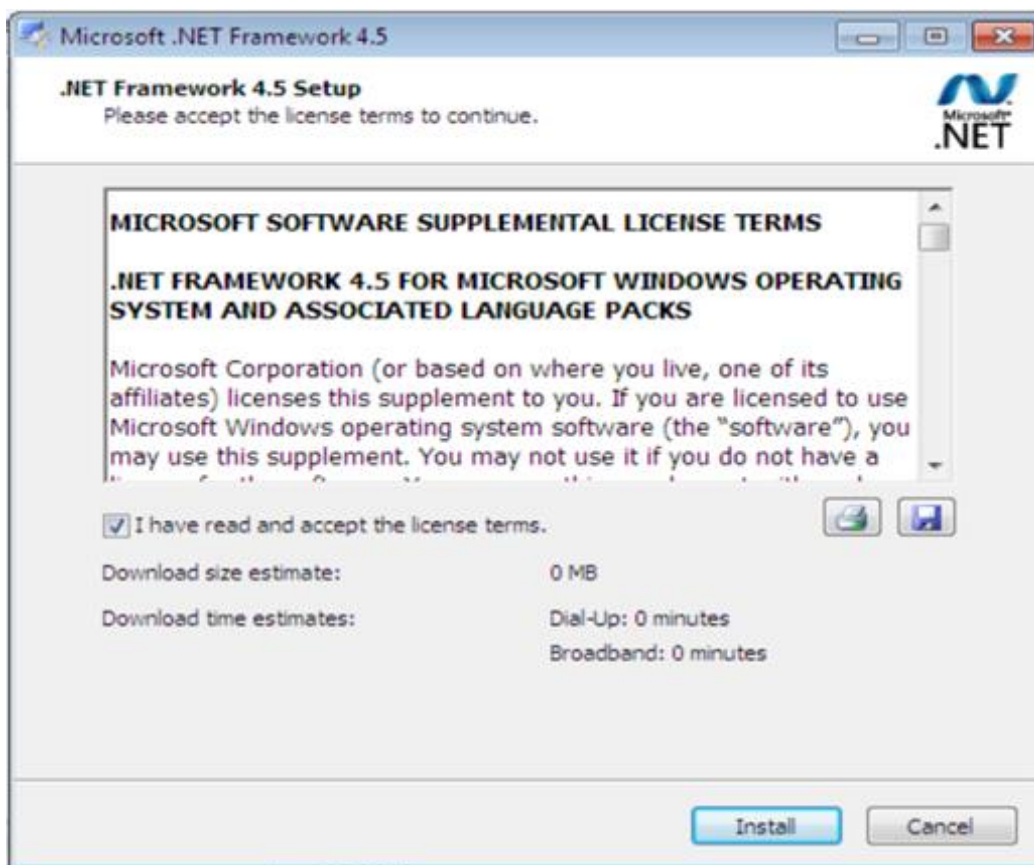 Microsoft .NET Framework 4.5
.NET Framework 4.5 Setup
Please accept the license terms to continue.
Microsoft
.NET
MICROSOFT SOFTWARE SUPPLEMENTAL LICENSE TERMS
.NET FRAMEWORK 4.5 FOR MICROSOFT WINDOWS OPERATING
SYSTEM AND ASSOCIATED LANGUAGE PACKS
Microsoft Corporation (or based on where you live, one of its
affiliates) licenses this supplement to you. If you are licensed to use
Microsoft Windows operating system software (the “software”), you
may use this supplement. You may not use it if you do not have a
I have read and accept the license terms.
Download size estimate: 0 MB
Download time estimates: Dial-Up: 0 minutes
Broadband: 0 minutes
Install Cancel